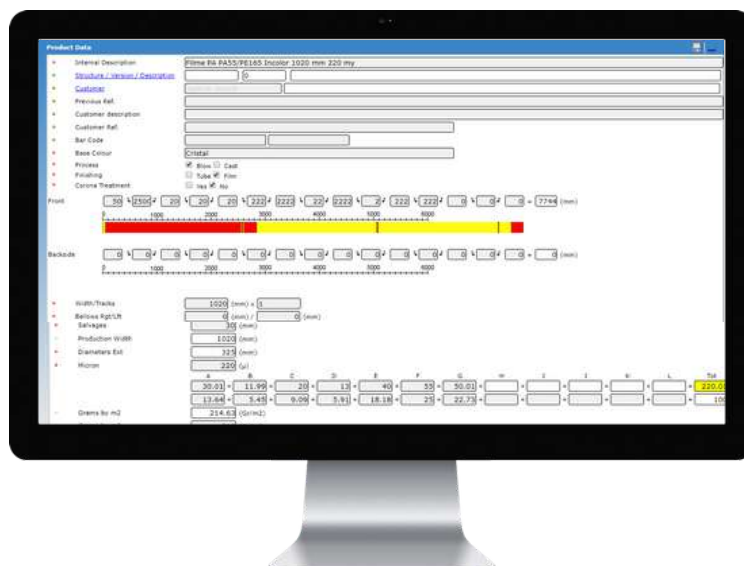 Product Data
Internal Description Filme PA PA55/PE165 Incolor 1020 mm 220 my
Structure / Version / Description 0
Customer
Previous Ref.
Customer description
Customer Ref.
Bar Code
Base Colour Cristal
Process Blow Cast
Finishing Tube Film
Corona Treatment Yes No
Front 50 2500 20 20 20 222 2222 22 2222 2 222 222 0 0 0 = 7744 (mm)
0 1000 2000 3000 4000 5000 6000
Backside 0 0 0 0 0 0 0 0 0 0 0 0 0 0 0 = 0 (mm)
0 1000 2000 3000 4000 5000 6000
Width/Tracks 1020 (mm) x 1
Bellows Rgt/Lft 0 (mm) / 0 (mm)
Salvages 30 (mm)
Production Width 1020 (mm)
Diameters Ext 325 (mm)
Micron 220 (µ)
A B C D E F G H I J K L Tot
30.01 + 11.99 + 20 + 13 + 40 + 55 + 50.01 + + + + + = 220.01
13.64 + 5.45 + 9.09 + 5.91 + 18.18 + 25 + 22.73 + + + + + = 100
Grams by m2 214.63 (Gr/m2)